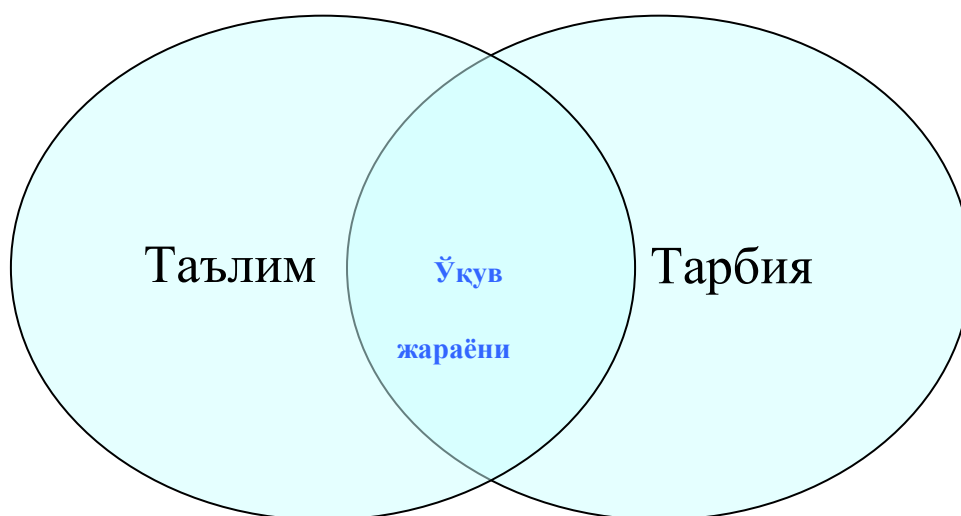 Таълим
Ўқув
жараёни
Тарбия